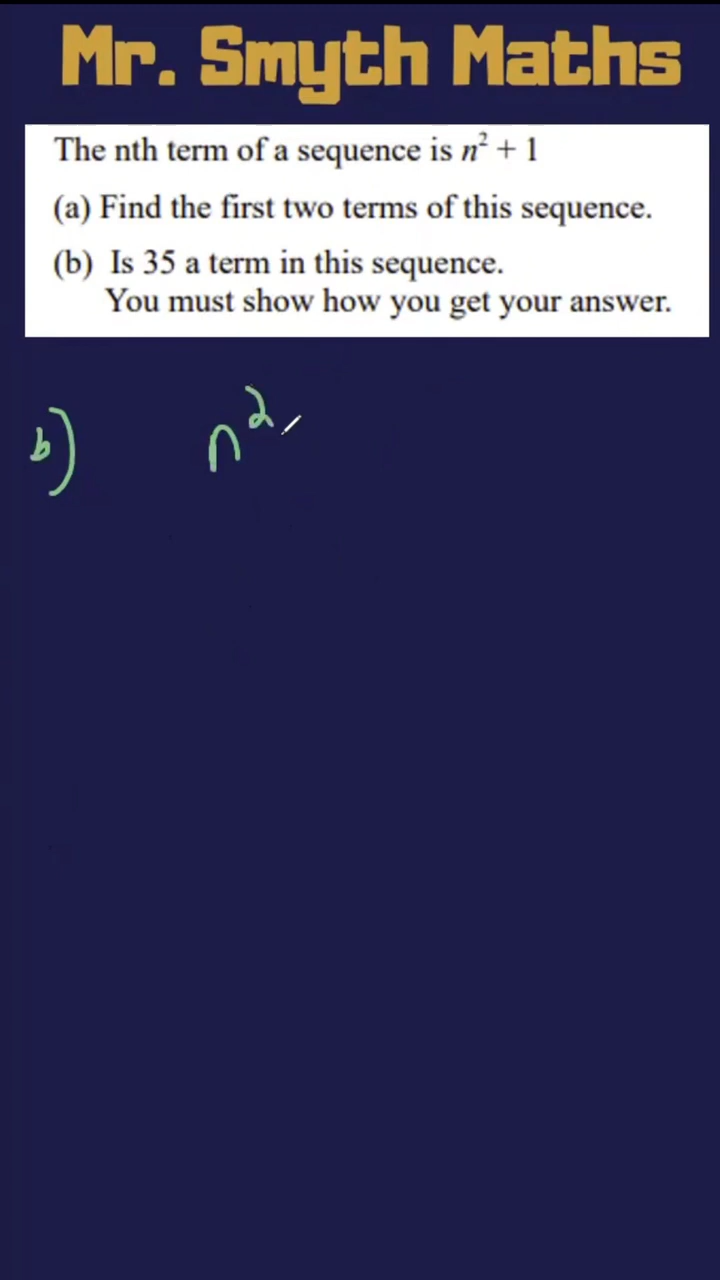 Mr. Smyth Maths
The nth term of a sequence is n² + 1
(a) Find the first two terms of this sequence.
(b) Is 35 a term in this sequence.
You must show how you get your answer.
b) n²